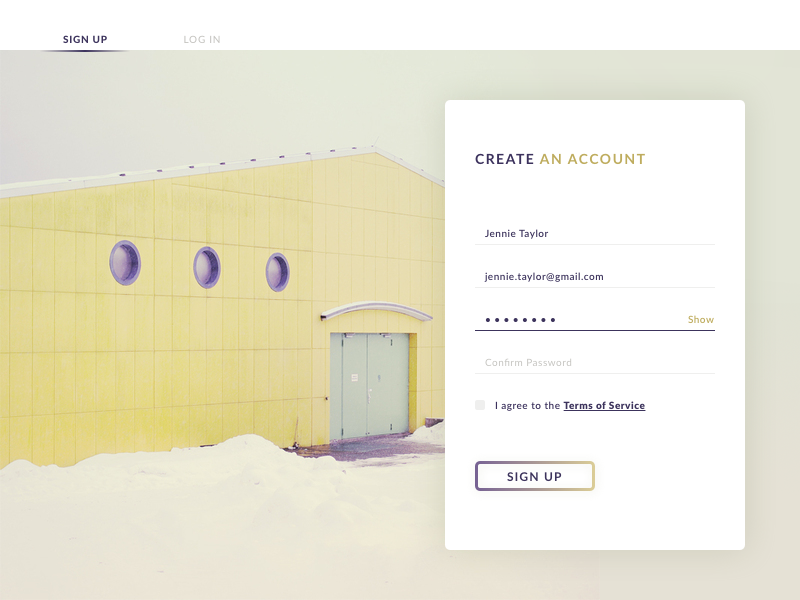 SIGN UP LOG IN
CREATE AN ACCOUNT
Jennie Taylor
jennie.taylor@gmail.com
•••••••• Show
Confirm Password
I agree to the Terms of Service
SIGN UP